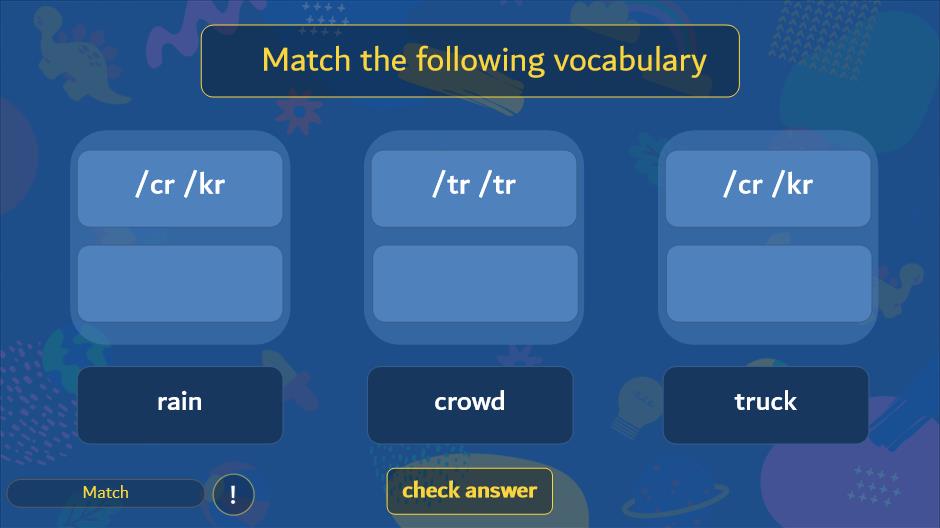 Match the following vocabulary
/cr /kr
/tr /tr
/cr /kr
rain
crowd
truck
Match
!
check answer